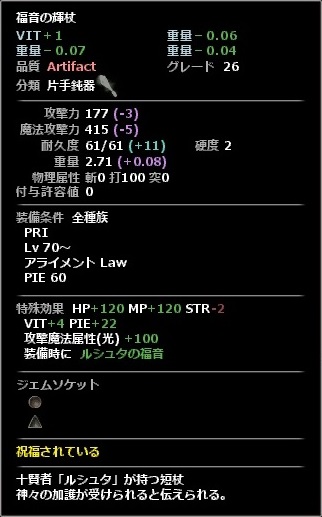 福音の輝杖
VIT+1 重量-0.06
重量-0.07 重量-0.04
品質 Artifact グレード 26
分類 片手鈍器
攻撃力 177 (-3)
魔法攻撃力 415 (-5)
耐久度 61/61 (+11) 硬度 2
重量 2.71 (+0.08)
物理属性 斬0 打100 突0
付与許容値 0
装備条件 全種族
PRI
Lv 70～
アライメント Law
PIE 60
特殊効果 HP+120 MP+120 STR-2
VIT+4 PIE+22
攻撃魔法属性(光) +100
装備時に ルシュタの福音
ジェムソケット
祝福されている
十賢者「ルシュタ」が持つ短杖
神々の加護が受けられると伝えられる。